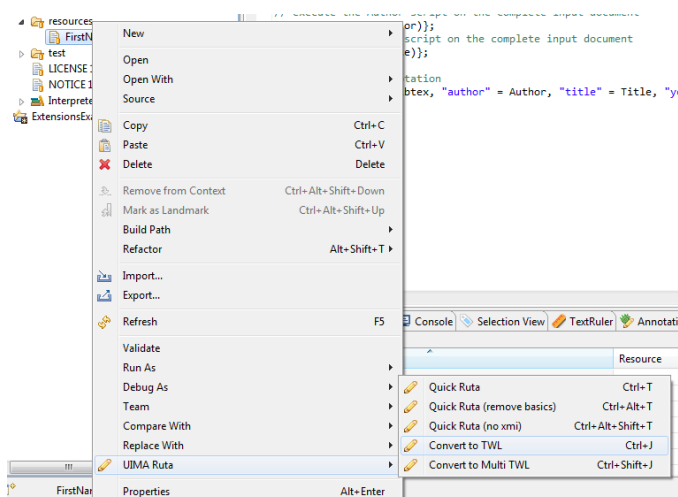 // Execute the Author script on the complete input document
or)};
script on the complete input document
e)};
tation
btex, "author" = Author, "title" = Title, "ye
resources
FirstNa
test
LICENSE
NOTICE 1
Interprete
ExtensionsExa
New
Open
Open With
Source
Copy Ctrl+C
Paste Ctrl+V
Delete Delete
Remove from Context Ctrl+Alt+Shift+Down
Mark as Landmark Ctrl+Alt+Shift+Up
Build Path
Refactor Alt+Shift+T
Import...
Export...
Refresh F5
Validate
Run As
Debug As
Team
Compare With
Replace With
UIMA Ruta
Properties Alt+Enter
Console Selection View TextRuler Annotati
Resource
Quick Ruta Ctrl+T
Quick Ruta (remove basics) Ctrl+Alt+T
Quick Ruta (no xmi) Ctrl+Alt+Shift+T
Convert to TWL Ctrl+J
Convert to Multi TWL Ctrl+Shift+J
FirstNar